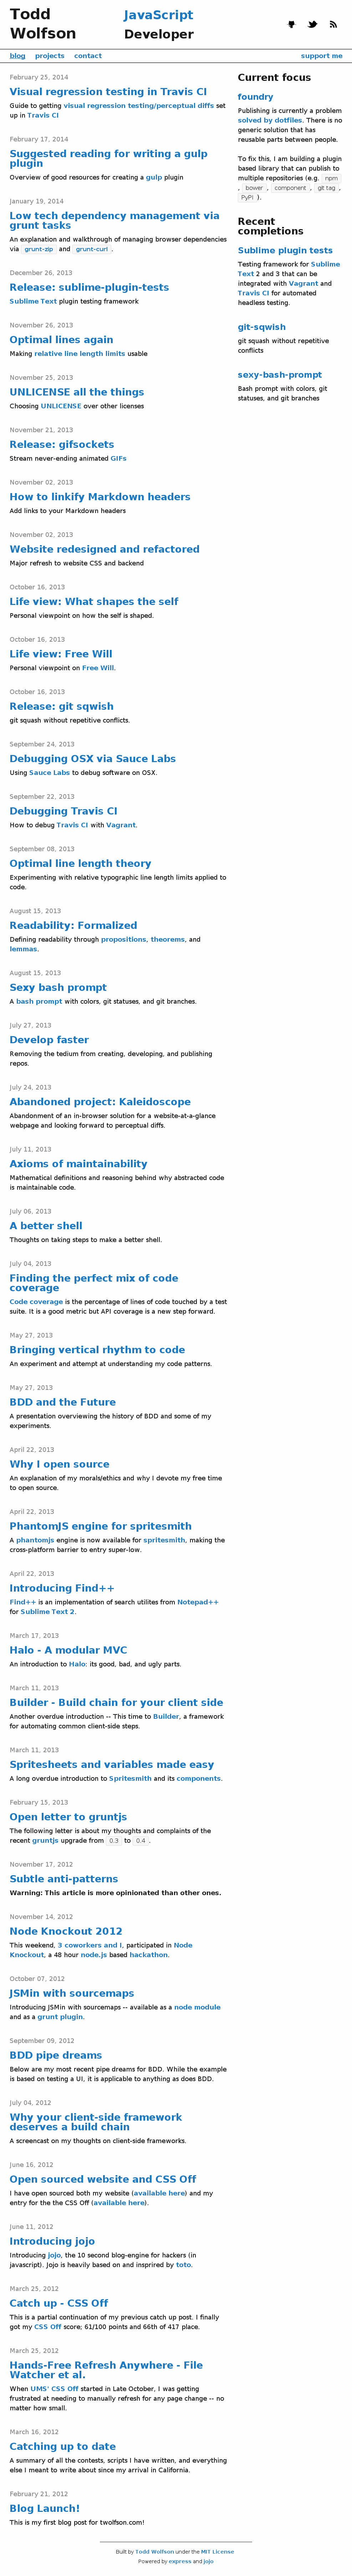 Todd
Wolfson
JavaScript
Developer
blog projects contact support me
February 25, 2014
Visual regression testing in Travis CI
Guide to getting visual regression testing/perceptual diffs set
up in Travis CI
February 17, 2014
Suggested reading for writing a gulp
plugin
Overview of good resources for creating a gulp plugin
January 19, 2014
Low tech dependency management via
grunt tasks
An explanation and walkthrough of managing browser dependencies
via grunt-zip and grunt-curl .
December 26, 2013
Release: sublime-plugin-tests
Sublime Text plugin testing framework
November 26, 2013
Optimal lines again
Making relative line length limits usable
November 25, 2013
UNLICENSE all the things
Choosing UNLICENSE over other licenses
November 21, 2013
Release: gifsockets
Stream never-ending animated GIFs
November 02, 2013
How to linkify Markdown headers
Add links to your Markdown headers
November 02, 2013
Website redesigned and refactored
Major refresh to website CSS and backend
October 16, 2013
Life view: What shapes the self
Personal viewpoint on how the self is shaped.
October 16, 2013
Life view: Free Will
Personal viewpoint on Free Will.
October 16, 2013
Release: git sqwish
git squash without repetitive conflicts.
September 24, 2013
Debugging OSX via Sauce Labs
Using Sauce Labs to debug software on OSX.
September 22, 2013
Debugging Travis CI
How to debug Travis CI with Vagrant.
September 08, 2013
Optimal line length theory
Experimenting with relative typographic line length limits applied to
code.
August 15, 2013
Readability: Formalized
Defining readability through propositions, theorems, and
lemmas.
August 15, 2013
Sexy bash prompt
A bash prompt with colors, git statuses, and git branches.
July 27, 2013
Develop faster
Removing the tedium from creating, developing, and publishing
repos.
July 24, 2013
Abandoned project: Kaleidoscope
Abandonment of an in-browser solution for a website-at-a-glance
webpage and looking forward to perceptual diffs.
July 11, 2013
Axioms of maintainability
Mathematical definitions and reasoning behind why abstracted code
is maintainable code.
July 06, 2013
A better shell
Thoughts on taking steps to make a better shell.
July 04, 2013
Finding the perfect mix of code
coverage
Code coverage is the percentage of lines of code touched by a test
suite. It is a good metric but API coverage is a new step forward.
May 27, 2013
Bringing vertical rhythm to code
An experiment and attempt at understanding my code patterns.
May 27, 2013
BDD and the Future
A presentation overviewing the history of BDD and some of my
experiments.
April 22, 2013
Why I open source
An explanation of my morals/ethics and why I devote my free time
to open source.
April 22, 2013
PhantomJS engine for spritesmith
A phantomjs engine is now available for spritesmith, making the
cross-platform barrier to entry super-low.
April 22, 2013
Introducing Find++
Find++ is an implementation of search utilites from Notepad++
for Sublime Text 2.
March 17, 2013
Halo - A modular MVC
An introduction to Halo: its good, bad, and ugly parts.
March 11, 2013
Builder - Build chain for your client side
Another overdue introduction -- This time to Builder, a framework
for automating common client-side steps.
March 11, 2013
Spritesheets and variables made easy
A long overdue introduction to Spritesmith and its components.
February 15, 2013
Open letter to gruntjs
The following letter is about my thoughts and complaints of the
recent gruntjs upgrade from 0.3 to 0.4 .
November 17, 2012
Subtle anti-patterns
Warning: This article is more opinionated than other ones.
November 14, 2012
Node Knockout 2012
This weekend, 3 coworkers and I, participated in Node
Knockout, a 48 hour node.js based hackathon.
October 07, 2012
JSMin with sourcemaps
Introducing JSMin with sourcemaps -- available as a node module
and as a grunt plugin.
September 09, 2012
BDD pipe dreams
Below are my most recent pipe dreams for BDD. While the example
is based on testing a UI, it is applicable to anything as does BDD.
July 04, 2012
Why your client-side framework
deserves a build chain
A screencast on my thoughts on client-side frameworks.
June 16, 2012
Open sourced website and CSS Off
I have open sourced both my website (available here) and my
entry for the the CSS Off (available here).
June 11, 2012
Introducing jojo
Introducing jojo, the 10 second blog-engine for hackers (in
javascript). Jojo is heavily based on and insprired by toto.
March 25, 2012
Catch up - CSS Off
This is a partial continuation of my previous catch up post. I finally
got my CSS Off score; 61/100 points and 66th of 417 place.
March 25, 2012
Hands-Free Refresh Anywhere - File
Watcher et al.
When UMS' CSS Off started in Late October, I was getting
frustrated at needing to manually refresh for any page change -- no
matter how small.
March 16, 2012
Catching up to date
A summary of all the contests, scripts I have written, and everything
else I meant to write about since my arrival in California.
February 21, 2012
Blog Launch!
This is my first blog post for twolfson.com!
Current focus
foundry
Publishing is currently a problem
solved by dotfiles. There is no
generic solution that has
reusable parts between people.
To fix this, I am building a plugin
based library that can publish to
multiple repositories (e.g. npm
, bower , component , git tag ,
PyPI ).
Recent
completions
Sublime plugin tests
Testing framework for Sublime
Text 2 and 3 that can be
integrated with Vagrant and
Travis CI for automated
headless testing.
git-sqwish
git squash without repetitive
conflicts
sexy-bash-prompt
Bash prompt with colors, git
statuses, and git branches
Built by Todd Wolfson under the MIT License
Powered by express and jojo